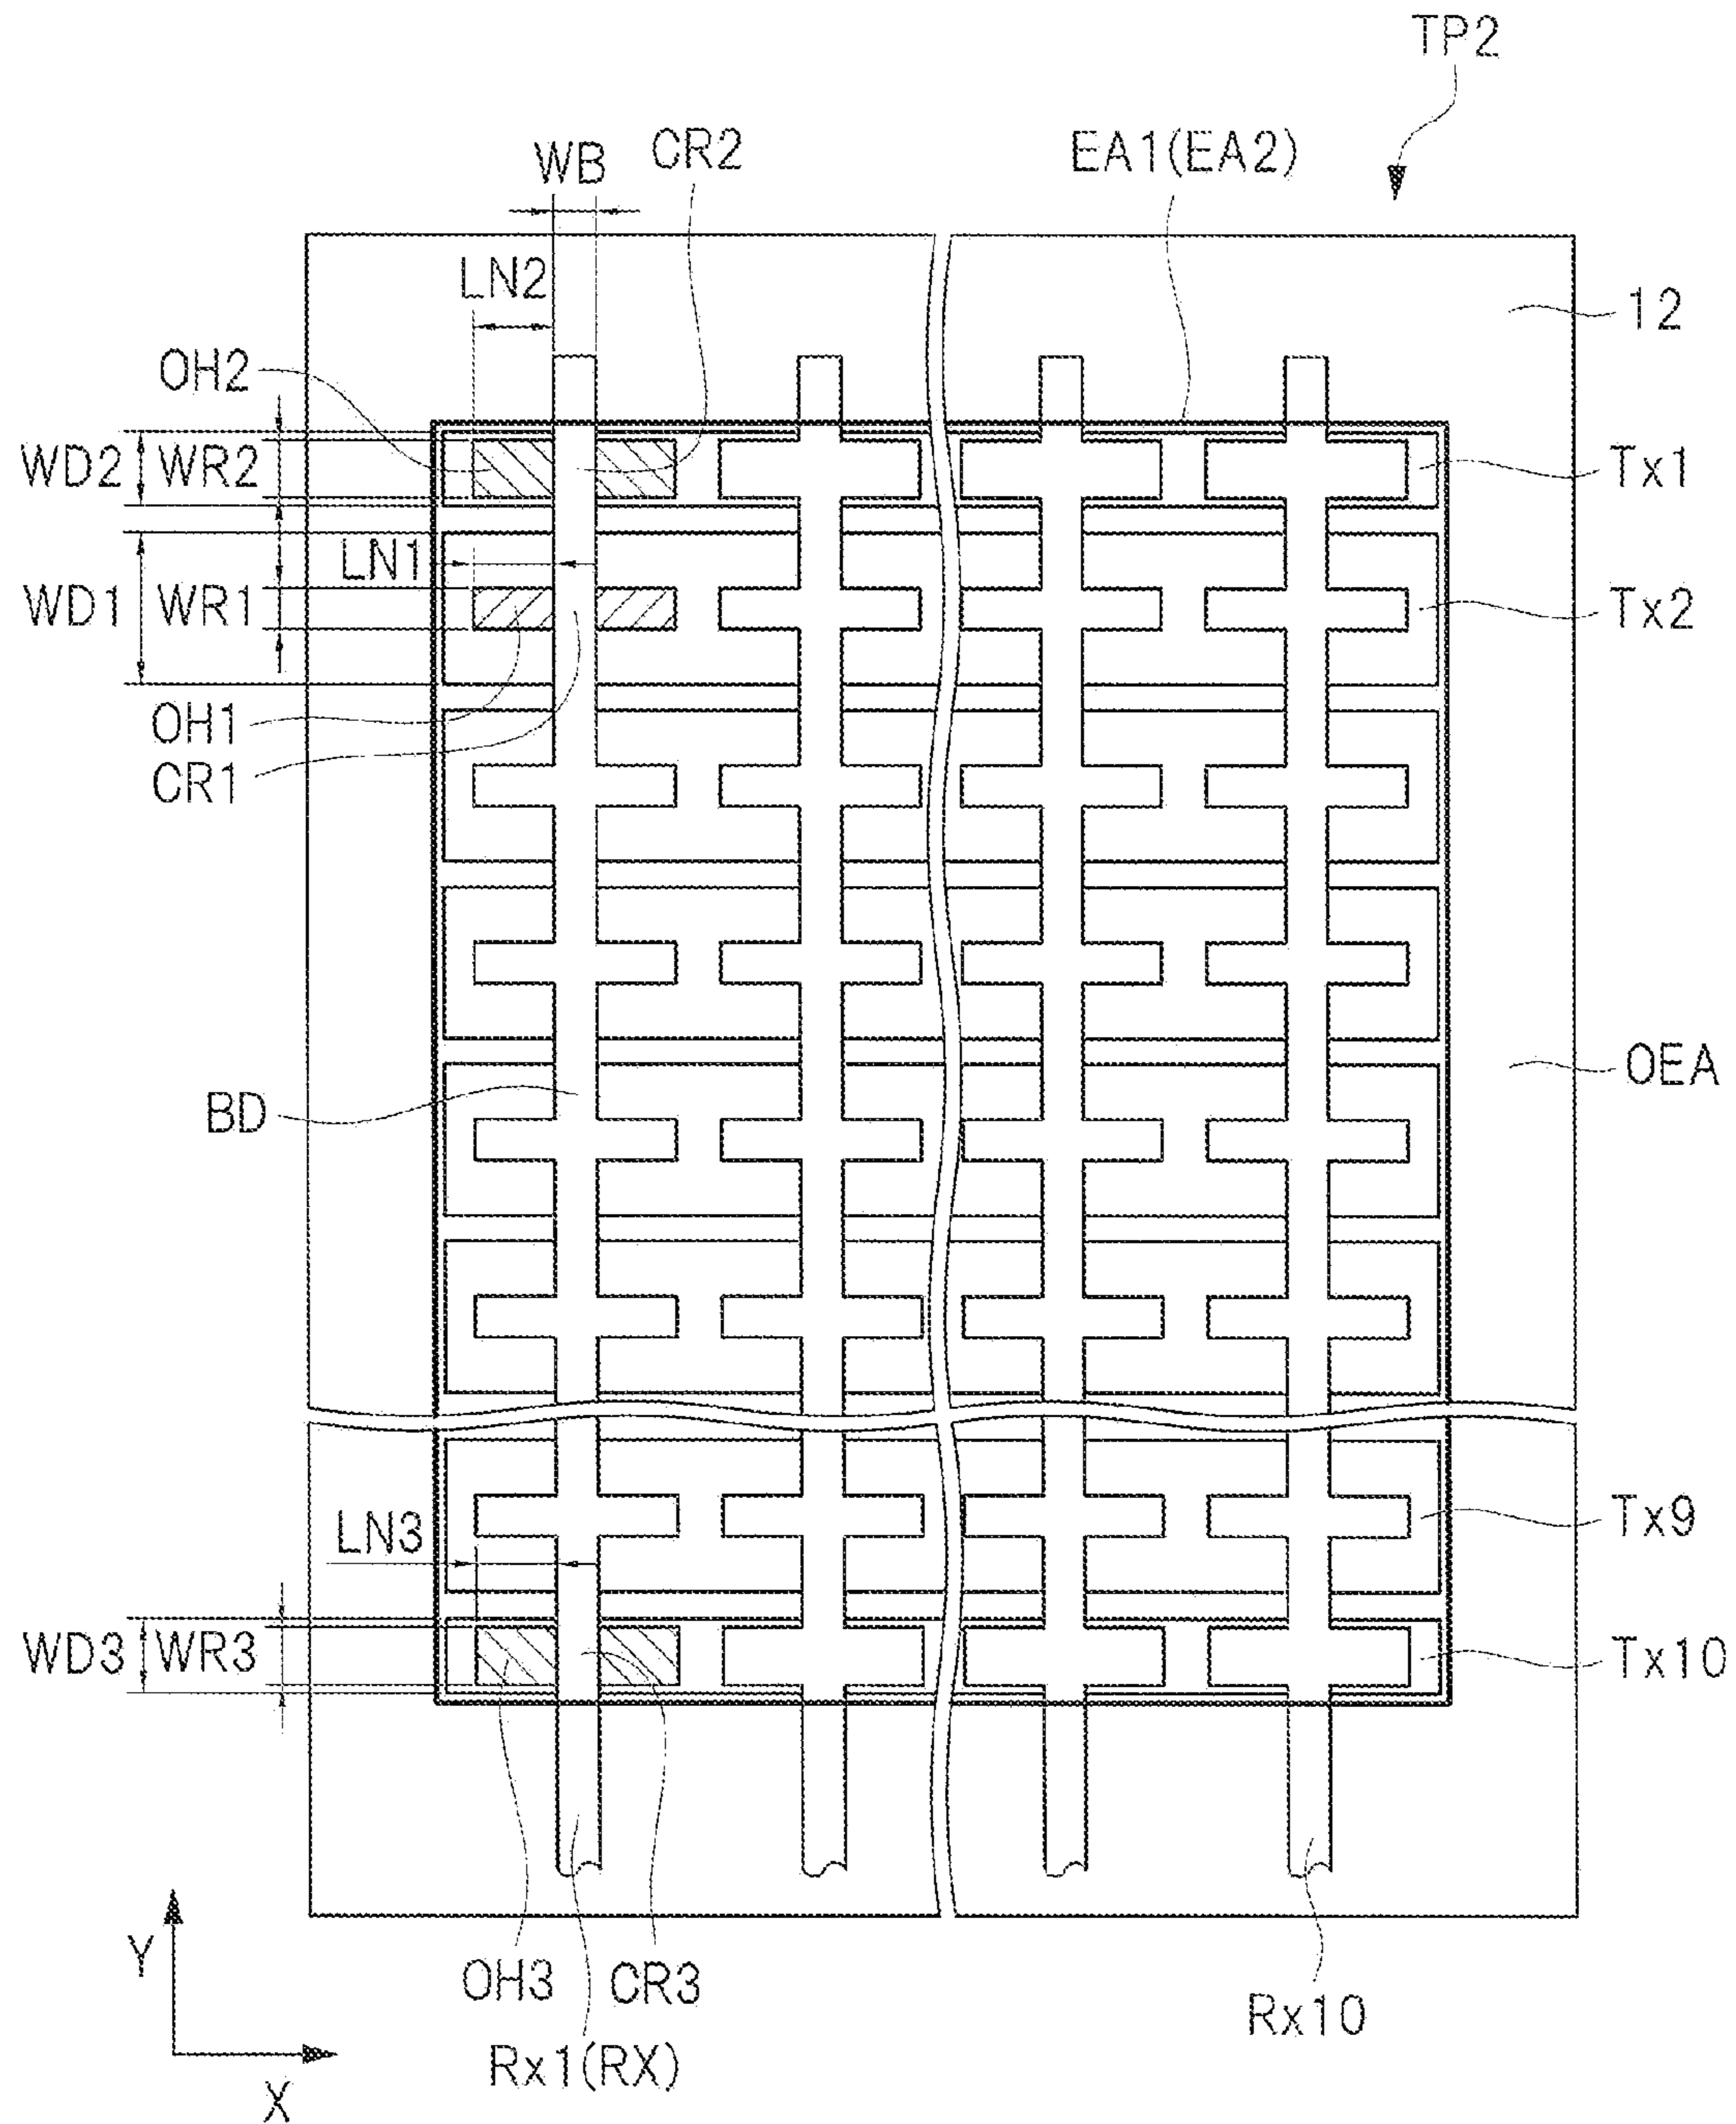 TP2
WB
CR2
EA1(EA2)
LN2
12
OH2
WD2
WR2
Tx1
LN1
WD1
WR1
Tx2
OH1
CR1
OEA
BD
Tx9
LN3
WD3
WR3
Tx10
Y
OH3
CR3
Rx10
Rx1(RX)
X